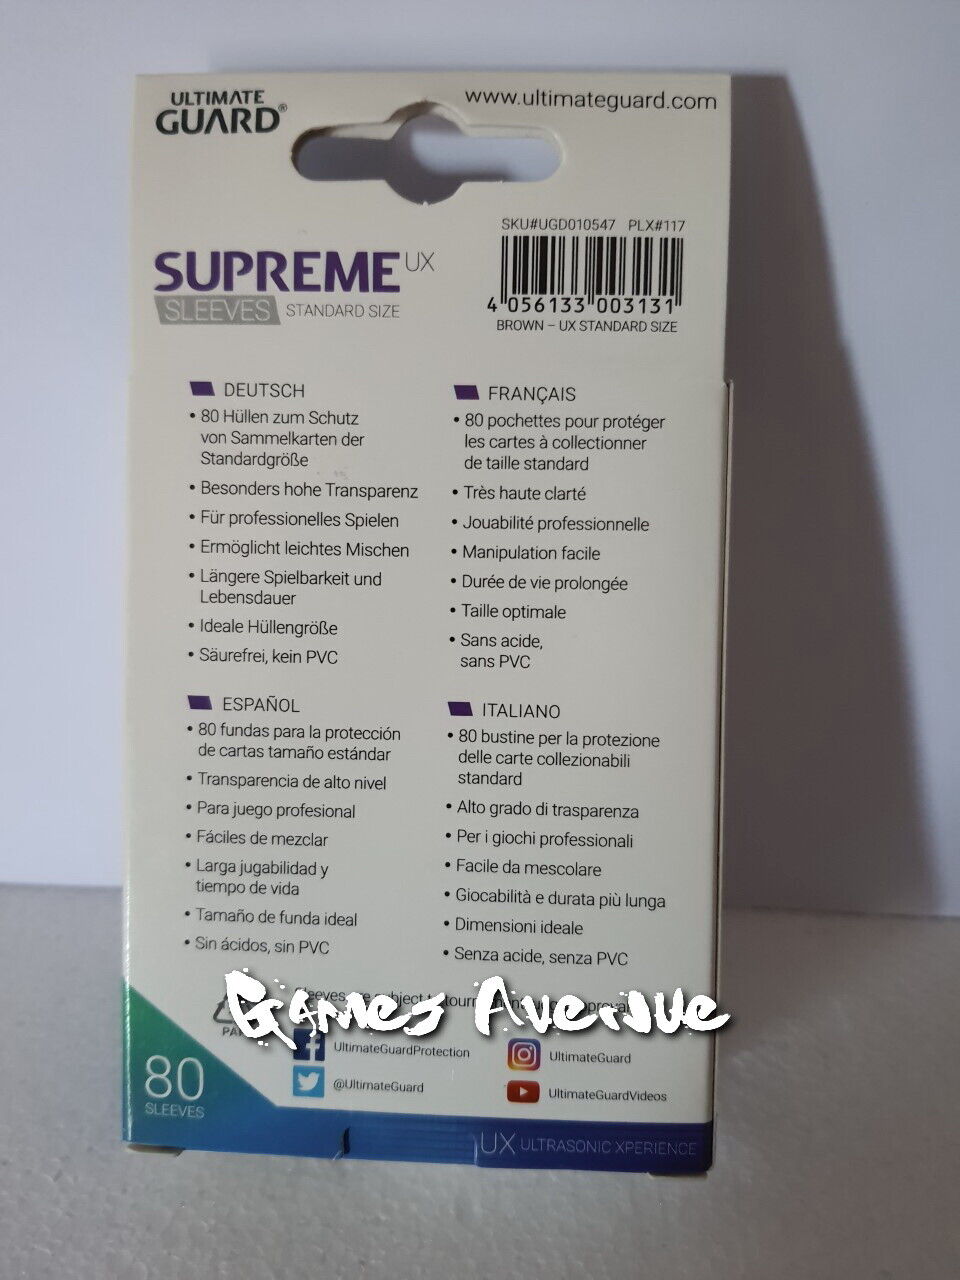 ULTIMATE
GUARD®
www.ultimateguard.com
SKU#UGD010547 PLX#117
4 056133 003131
BROWN – UX STANDARD SIZE
SUPREME UX
SLEEVES STANDARD SIZE
DEUTSCH
• 80 Hüllen zum Schutz
von Sammelkarten der
Standardgröße
• Besonders hohe Transparenz
• Für professionelles Spielen
• Ermöglicht leichtes Mischen
• Längere Spielbarkeit und
Lebensdauer
• Ideale Hüllengröße
• Säurefrei, kein PVC
FRANÇAIS
• 80 pochettes pour protéger
les cartes à collectionner
de taille standard
• Très haute clarté
• Jouabilité professionnelle
• Manipulation facile
• Durée de vie prolongée
• Taille optimale
• Sans acide,
sans PVC
ESPAÑOL
• 80 fundas para la protección
de cartas tamaño estándar
• Transparencia de alto nivel
• Para juego profesional
• Fáciles de mezclar
• Larga jugabilidad y
tiempo de vida
• Tamaño de funda ideal
• Sin ácidos, sin PVC
ITALIANO
• 80 bustine per la protezione
delle carte collezionabili
standard
• Alto grado di trasparenza
• Per i giochi professionali
• Facile da mescolare
• Giocabilità e durata più lunga
• Dimensioni ideale
• Senza acide, senza PVC
Sleeves subject
Games Avenue
UltimateGuardProtection
UltimateGuard
@UltimateGuard
UltimateGuardVideos
80
SLEEVES
UX ULTRASONIC XPERIENCE